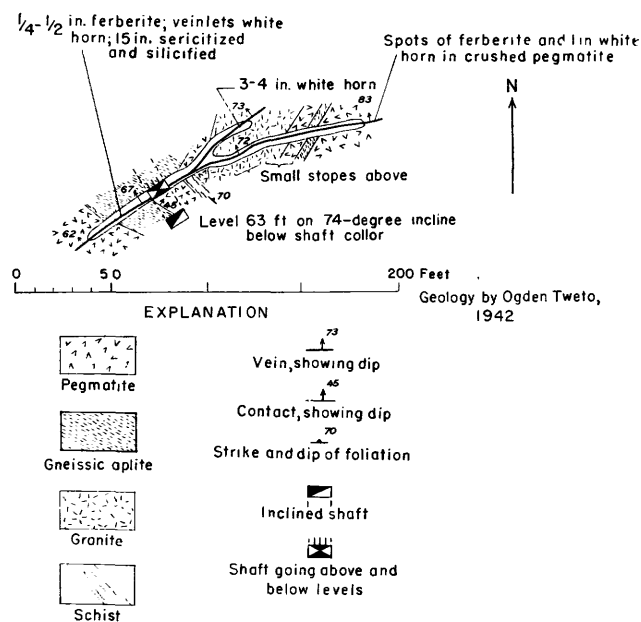 1/4-1/2 in. ferberite; veinlets white
horn; 15 in. sericitized
and silicified
Spots of ferberite and 1 in white
horn in crushed pegmatite
3-4 in. white horn
N
73
83
72
67
70
45
62
Small stopes above
Level 63 ft on 74-degree incline
below shaft collor
0 50 200 Feet
Geology by Ogden Tweto,
1942
EXPLANATION
Pegmatite
Gneissic aplite
Granite
Schist
73
Vein, showing dip
45
Contact, showing dip
70
Strike and dip of foliation
Inclined shaft
Shaft going above and
below levels